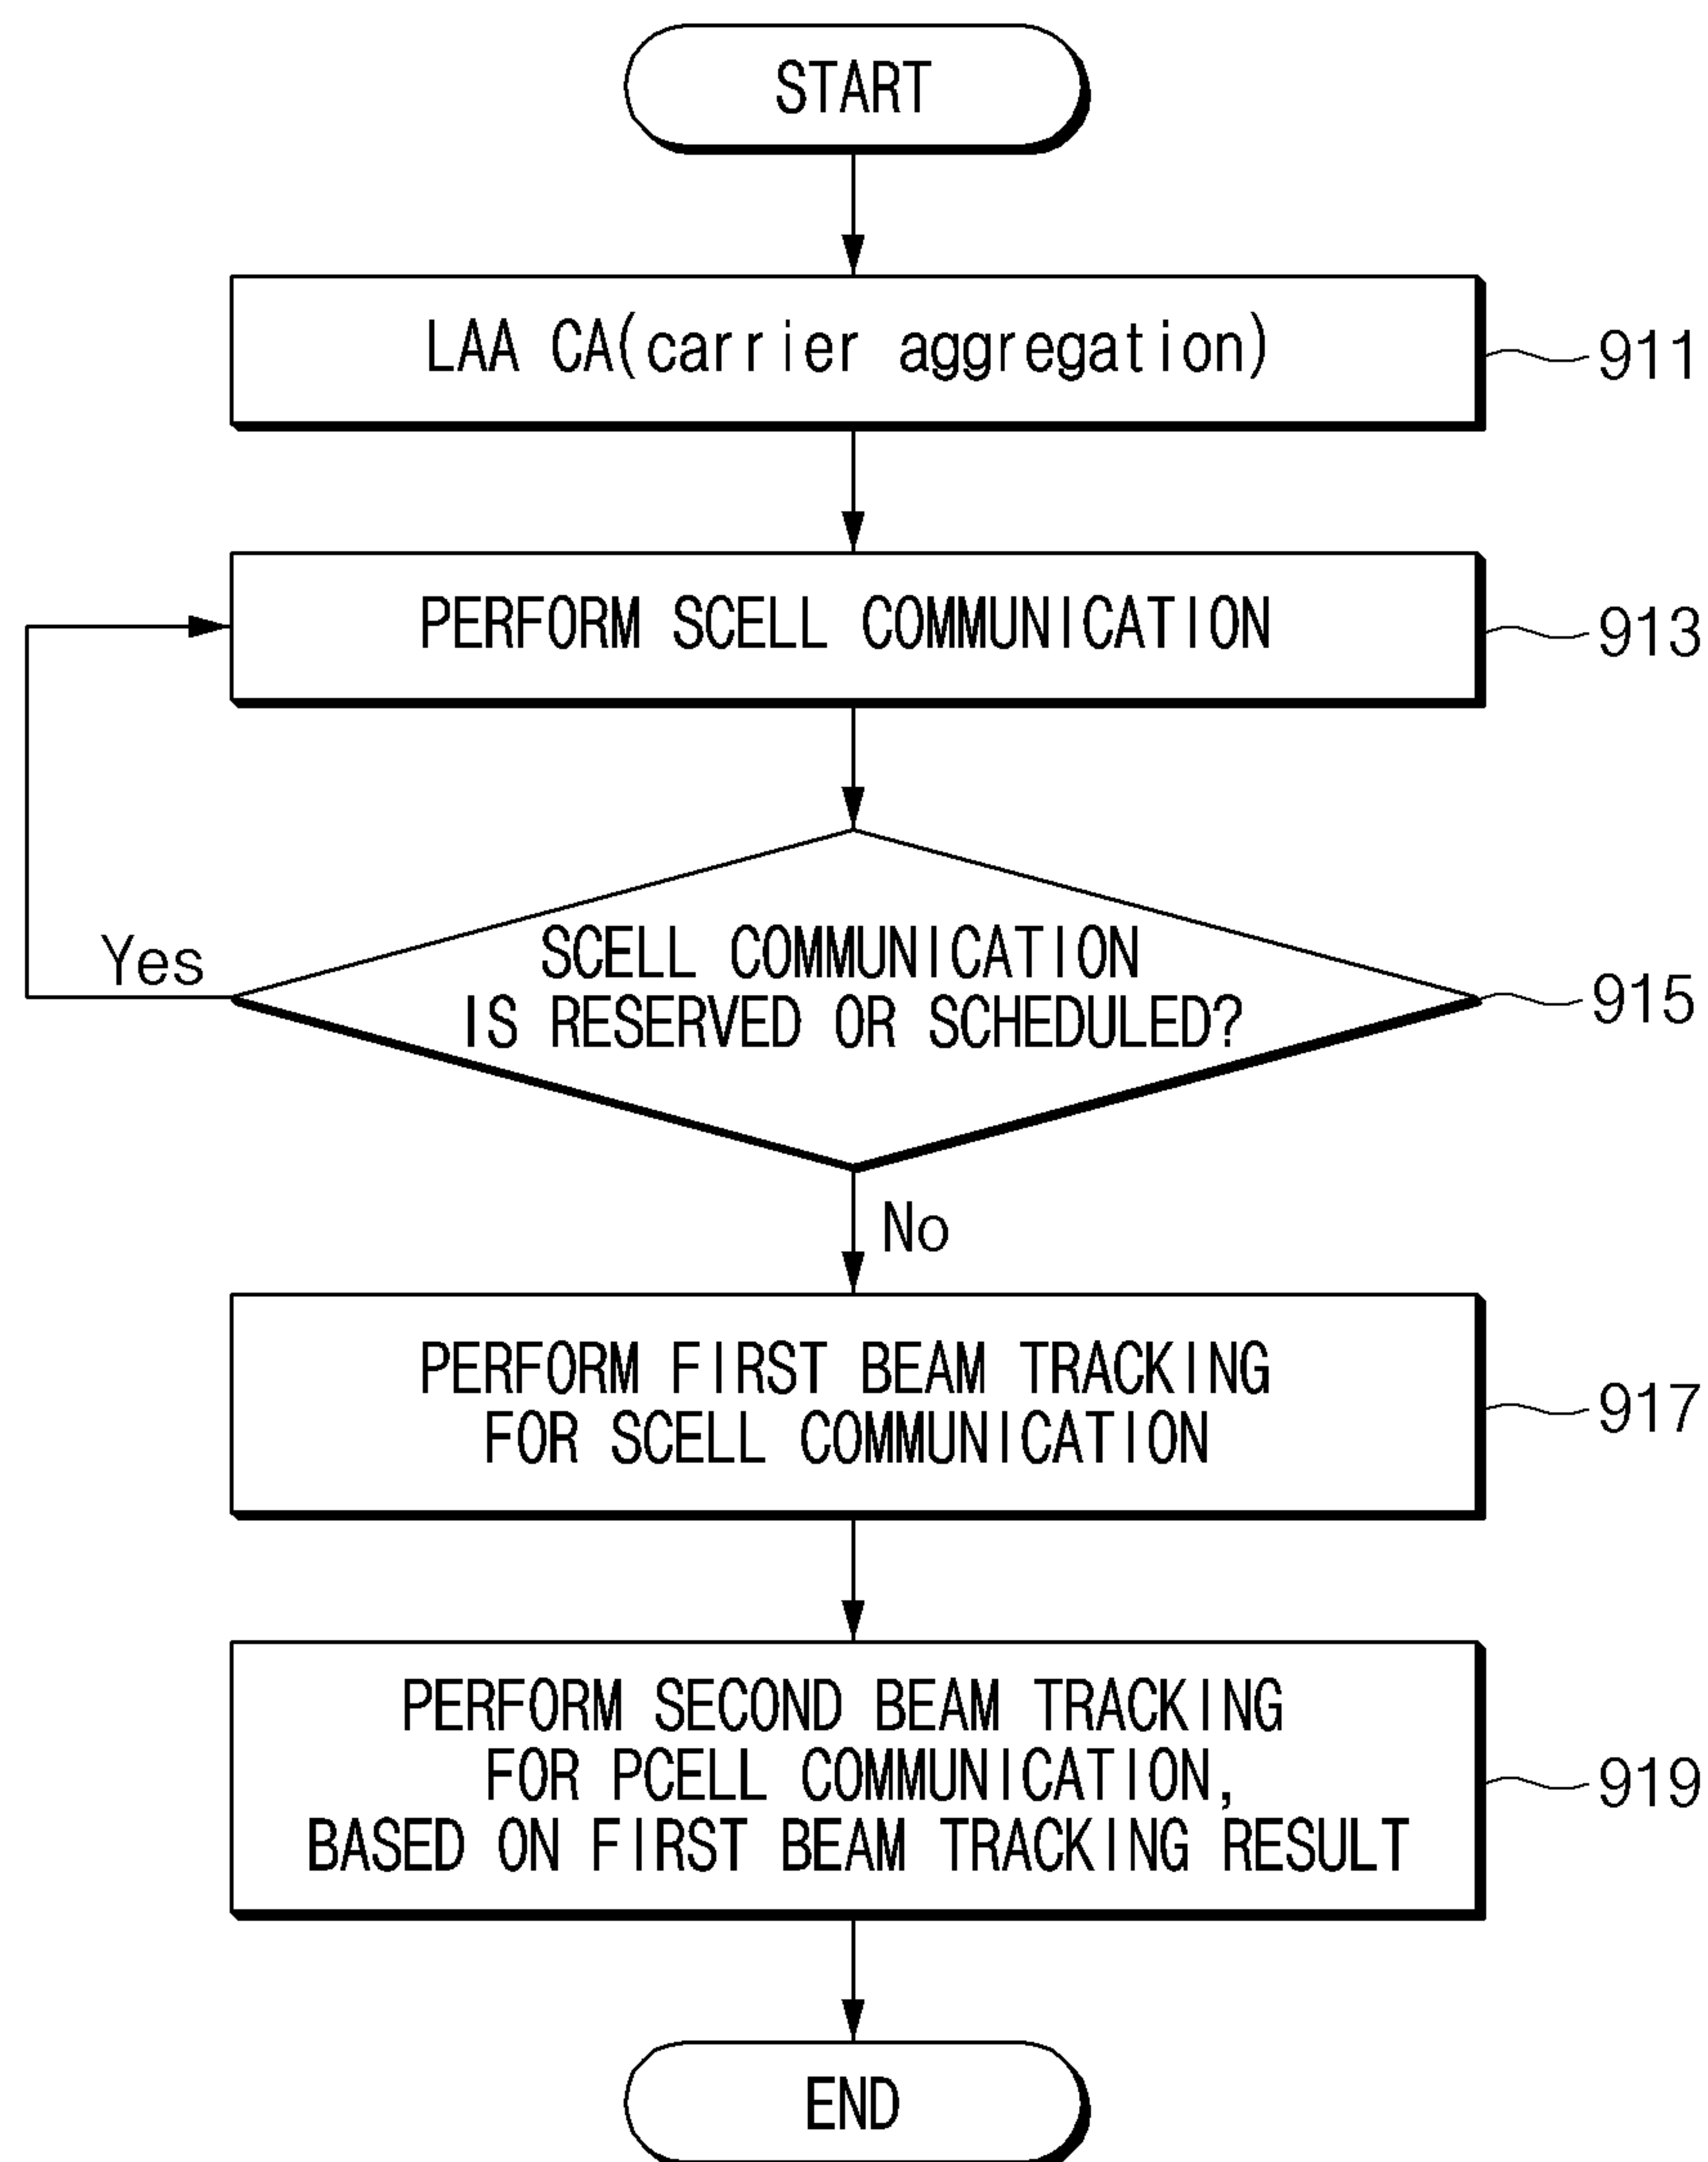 START
LAA CA(carrier aggregation)
911
PERFORM SCELL COMMUNICATION
913
Yes
SCELL COMMUNICATION
IS RESERVED OR SCHEDULED?
915
No
PERFORM FIRST BEAM TRACKING
FOR SCELL COMMUNICATION
917
PERFORM SECOND BEAM TRACKING
FOR PCELL COMMUNICATION,
BASED ON FIRST BEAM TRACKING RESULT
919
END